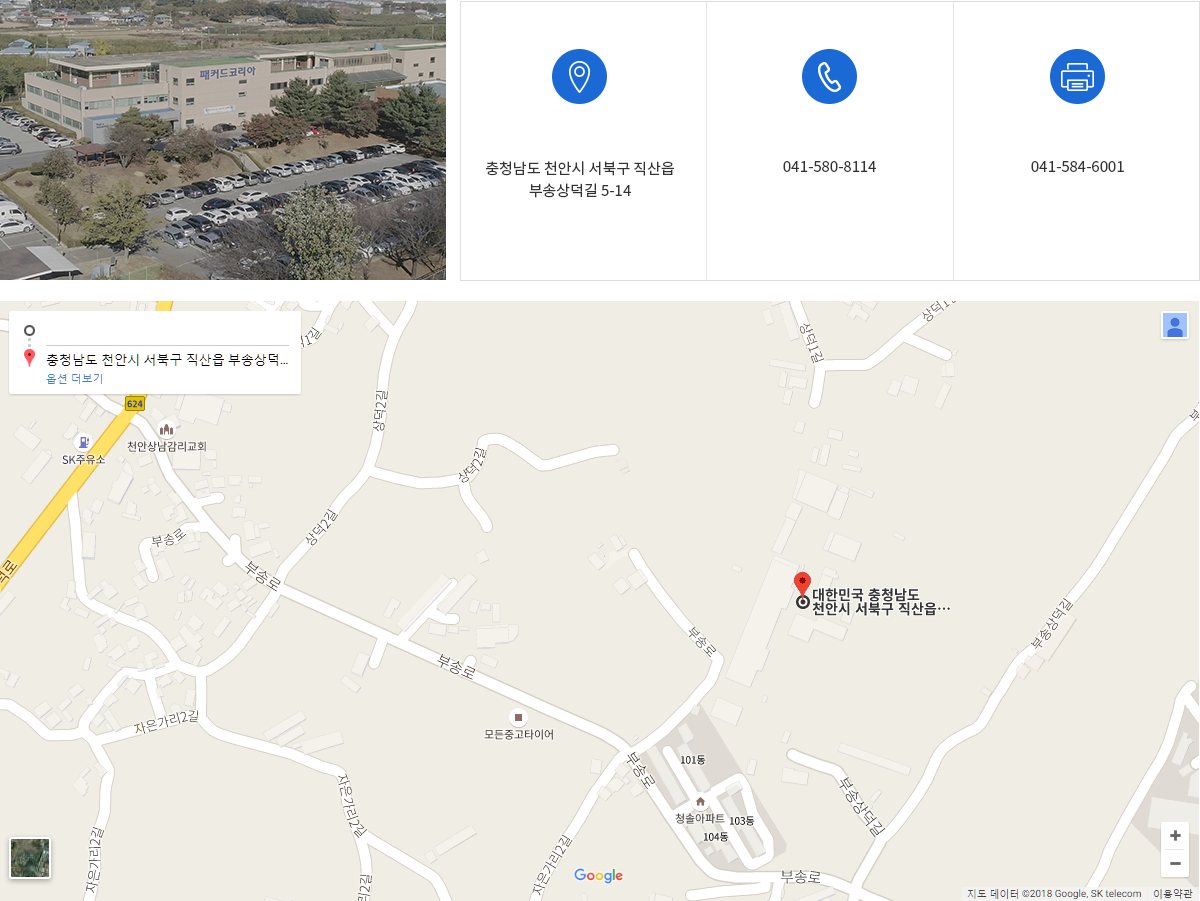 패커드코리아
충청남도 천안시 서북구 직산읍
부송상덕길 5-14
041-580-8114
041-584-6001
충청남도 천안시 서북구 직산읍 부송상덕...
옵션 더보기
상덕1길
상덕1길
624
SK주유소
천안상남감리교회
상덕2길
상덕2길
상덕2길
부송로
부송로
대한민국 충청남도
천안시 서북구 직산읍…
부송로
부송상덕길
부송로
자은가리2길
모든중고타이어
부송로
101동
자은가리2길
청솔아파트
103동
104동
부송상덕길
자은가리2길
자은가리2길
부송로
Google
+
−
지도 데이터 ©2018 Google, SK telecom
이용약관